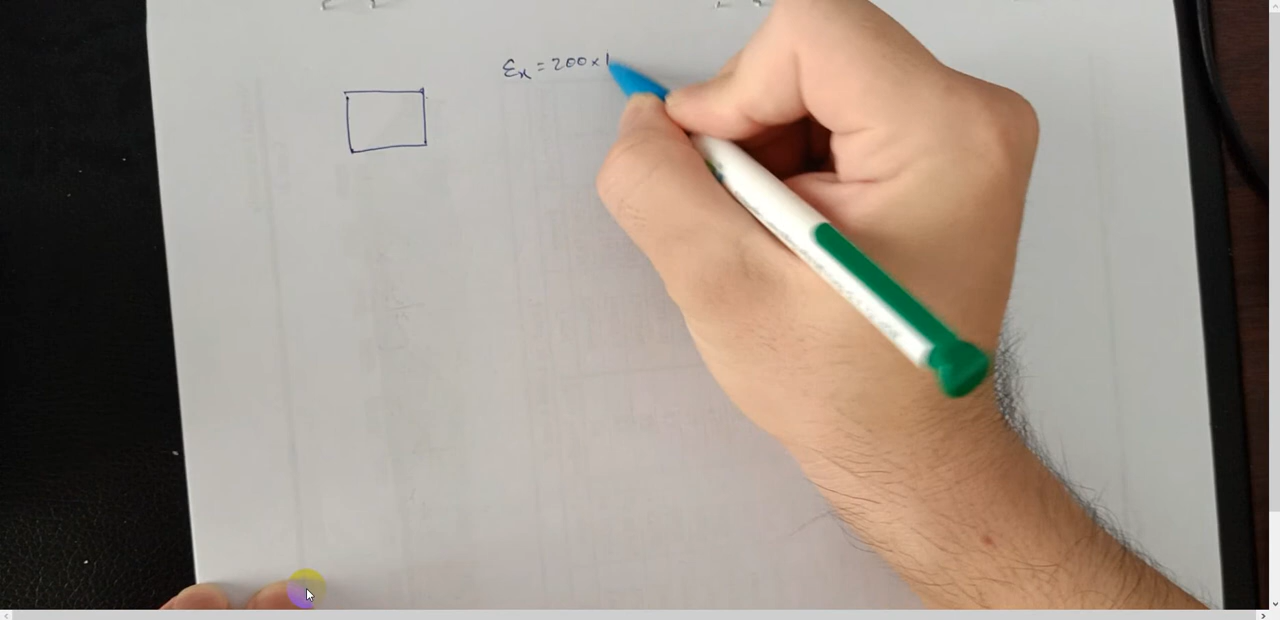 εx = 200 × 1